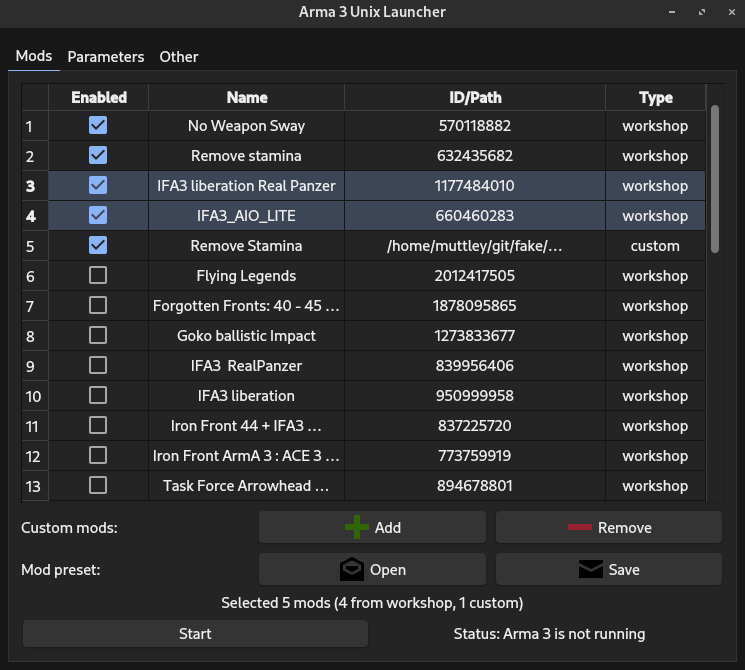 Arma 3 Unix Launcher
Mods Parameters Other
Enabled Name ID/Path Type
1 No Weapon Sway 570118882 workshop
2 Remove stamina 632435682 workshop
3 IFA3 liberation Real Panzer 1177484010 workshop
4 IFA3_AIO_LITE 660460283 workshop
5 Remove Stamina /home/muttley/git/fake/... custom
6 Flying Legends 2012417505 workshop
7 Forgotten Fronts: 40 - 45 ... 1878095865 workshop
8 Goko ballistic Impact 1273833677 workshop
9 IFA3  RealPanzer 839956406 workshop
10 IFA3 liberation 950999958 workshop
11 Iron Front 44 + IFA3 ... 837225720 workshop
12 Iron Front ArmA 3 : ACE 3 ... 773759919 workshop
13 Task Force Arrowhead ... 894678801 workshop
Custom mods: Add Remove
Mod preset: Open Save
Selected 5 mods (4 from workshop, 1 custom)
Start Status: Arma 3 is not running